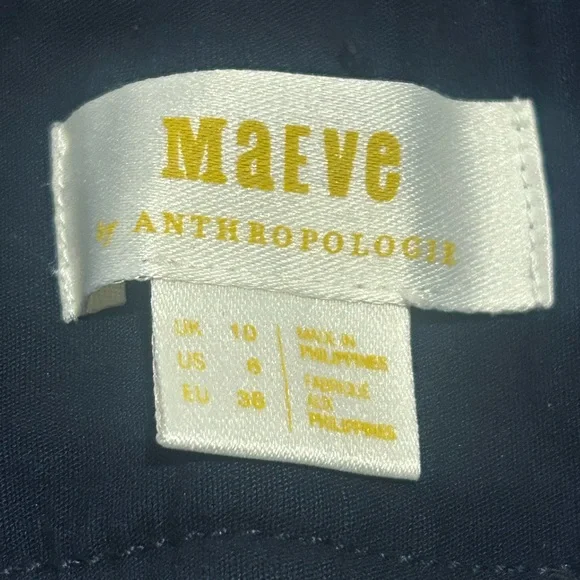 MaEVe
BY ANTHROPOLOGIE
UK 10
US 6
EU 38
MADE IN
PHILIPPINES
FABRIQUÉ
AUX
PHILIPPINES